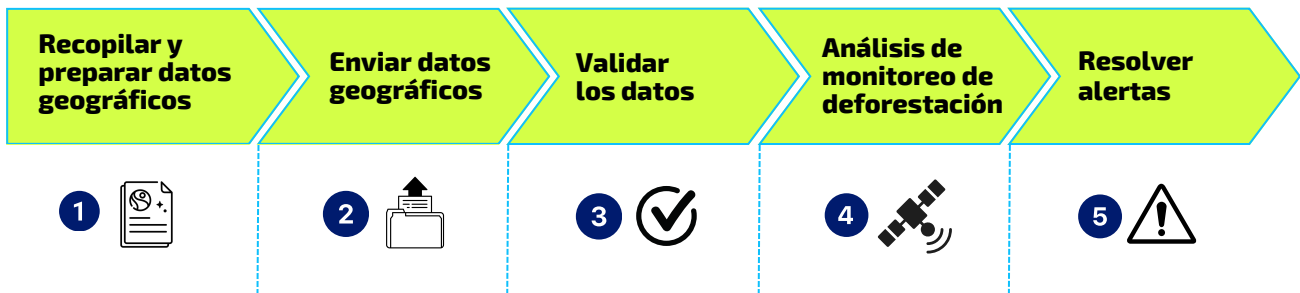 Recopilar y
preparar datos
geográficos
Enviar datos
geográficos
Validar
los datos
Análisis de
monitoreo de
deforestación
Resolver
alertas
1
2
3
4
5